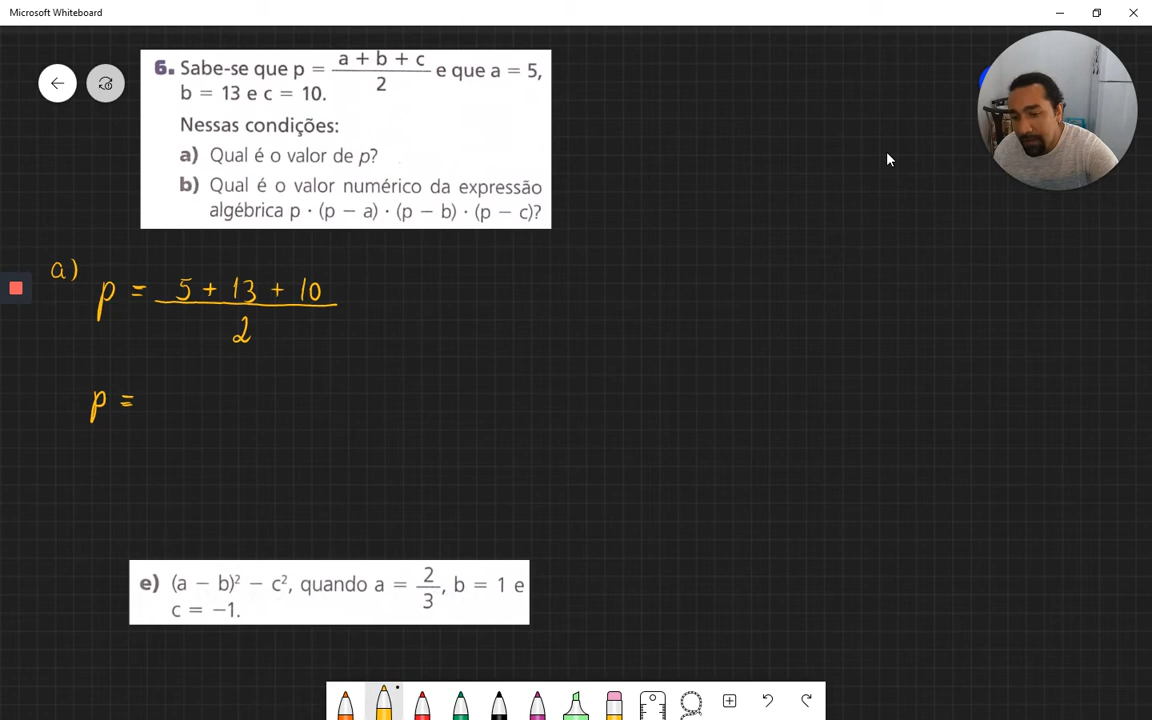 Microsoft Whiteboard
6. Sabe-se que p = a + b + c / 2 e que a = 5,
b = 13 e c = 10.
Nessas condições:
a) Qual é o valor de p?
b) Qual é o valor numérico da expressão
algébrica p · (p − a) · (p − b) · (p − c)?
a)
p = 5 + 13 + 10 / 2
p =
e) (a − b)² − c², quando a = 2/3, b = 1 e
c = −1.